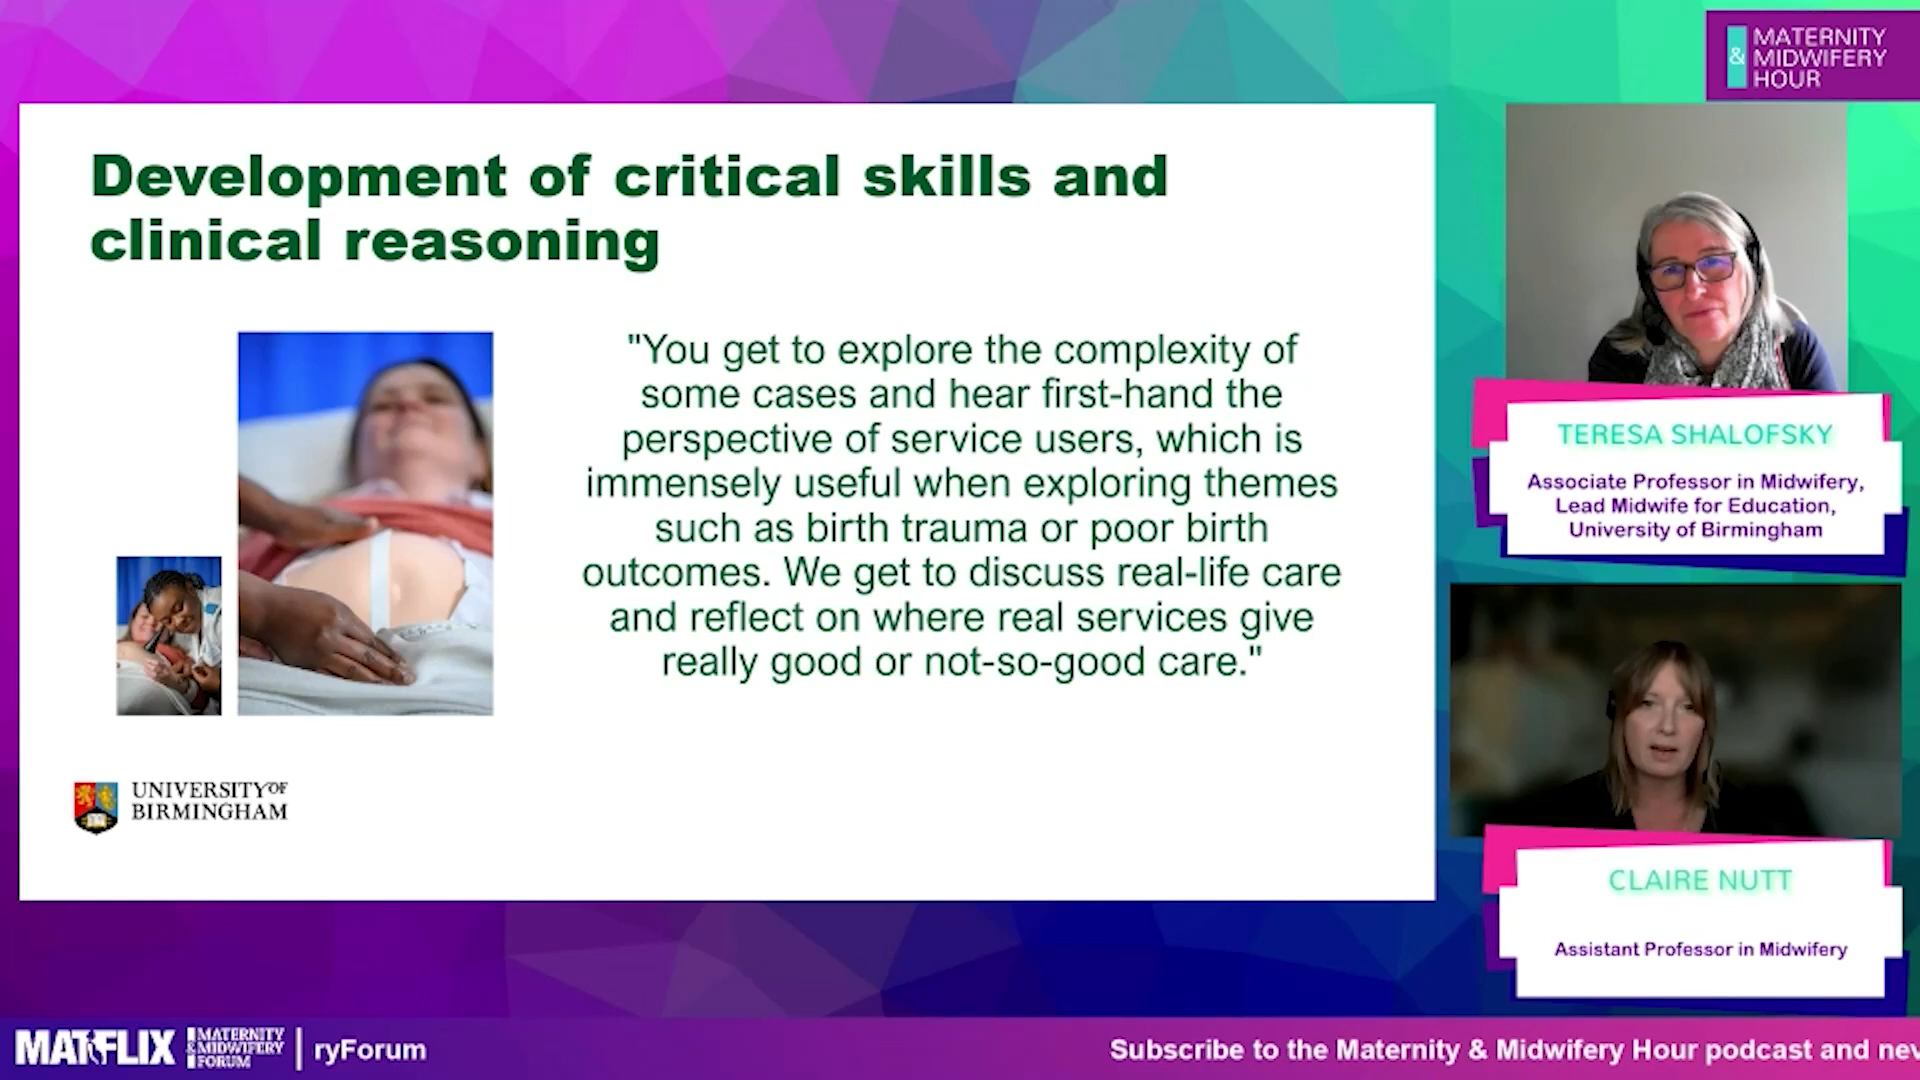 &
MATERNITY
MIDWIFERY
HOUR
Development of critical skills and
clinical reasoning
"You get to explore the complexity of
some cases and hear first-hand the
perspective of service users, which is
immensely useful when exploring themes
such as birth trauma or poor birth
outcomes. We get to discuss real-life care
and reflect on where real services give
really good or not-so-good care."
UNIVERSITYOF
BIRMINGHAM
TERESA SHALOFSKY
Associate Professor in Midwifery,
Lead Midwife for Education,
University of Birmingham
CLAIRE NUTT
Assistant Professor in Midwifery
MATFLIX
MATERNITY
&MIDWIFERY
FORUM
ryForum
Subscribe to the Maternity & Midwifery Hour podcast and nev